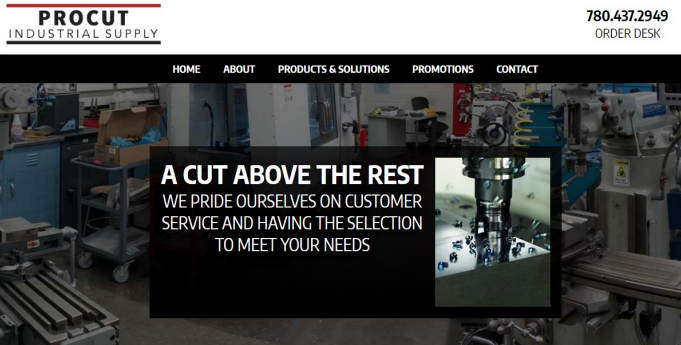 PROCUT
INDUSTRIAL SUPPLY
780.437.2949
ORDER DESK
HOME ABOUT PRODUCTS & SOLUTIONS PROMOTIONS CONTACT
A CUT ABOVE THE REST
WE PRIDE OURSELVES ON CUSTOMER
SERVICE AND HAVING THE SELECTION
TO MEET YOUR NEEDS